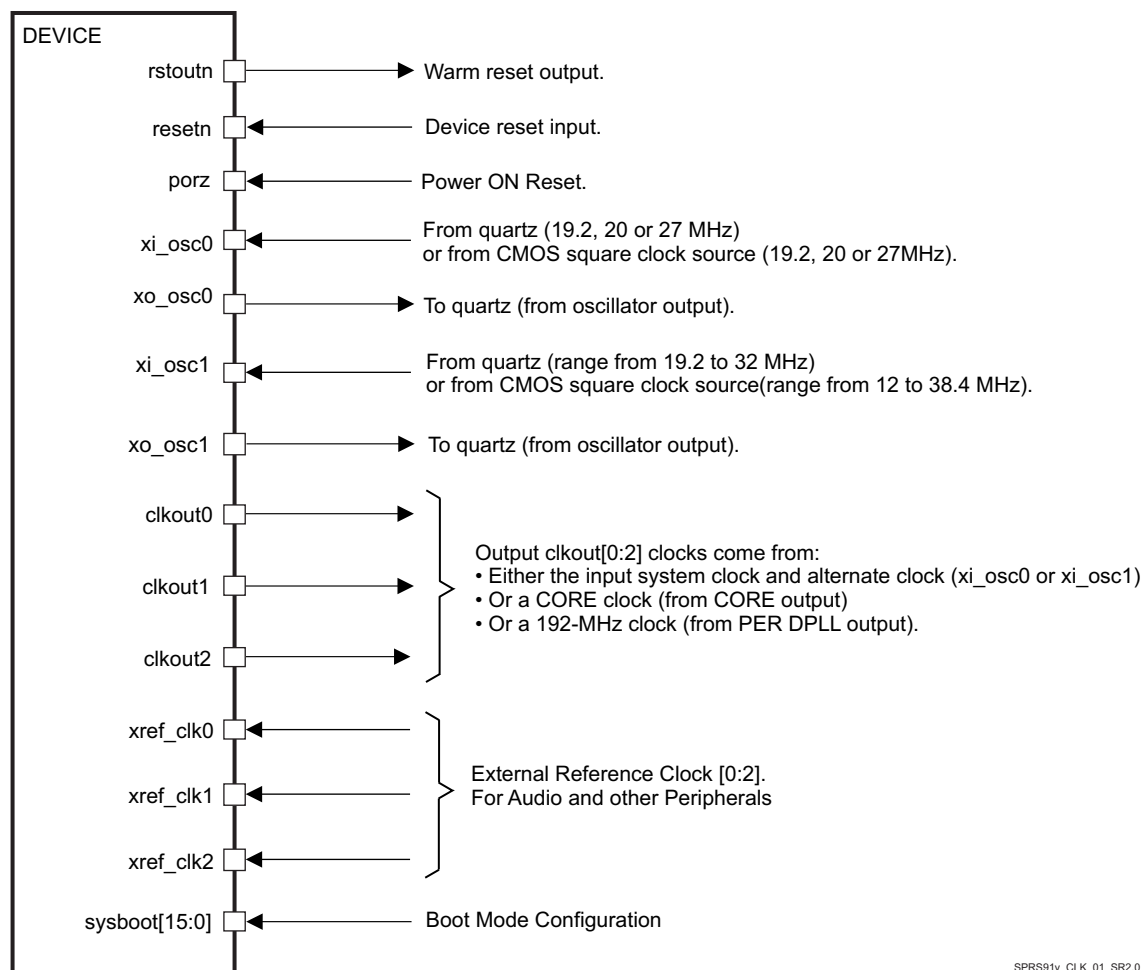 DEVICE
rstoutn Warm reset output.
resetn Device reset input.
porz Power ON Reset.
xi_osc0 From quartz (19.2, 20 or 27 MHz)
or from CMOS square clock source (19.2, 20 or 27MHz).
xo_osc0 To quartz (from oscillator output).
xi_osc1 From quartz (range from 19.2 to 32 MHz)
or from CMOS square clock source(range from 12 to 38.4 MHz).
xo_osc1 To quartz (from oscillator output).
clkout0
clkout1
clkout2
Output clkout[0:2] clocks come from:
• Either the input system clock and alternate clock (xi_osc0 or xi_osc1)
• Or a CORE clock (from CORE output)
• Or a 192-MHz clock (from PER DPLL output).
xref_clk0
xref_clk1
xref_clk2
External Reference Clock [0:2].
For Audio and other Peripherals
sysboot[15:0] Boot Mode Configuration
SPRS91v_CLK_01_SR2.0